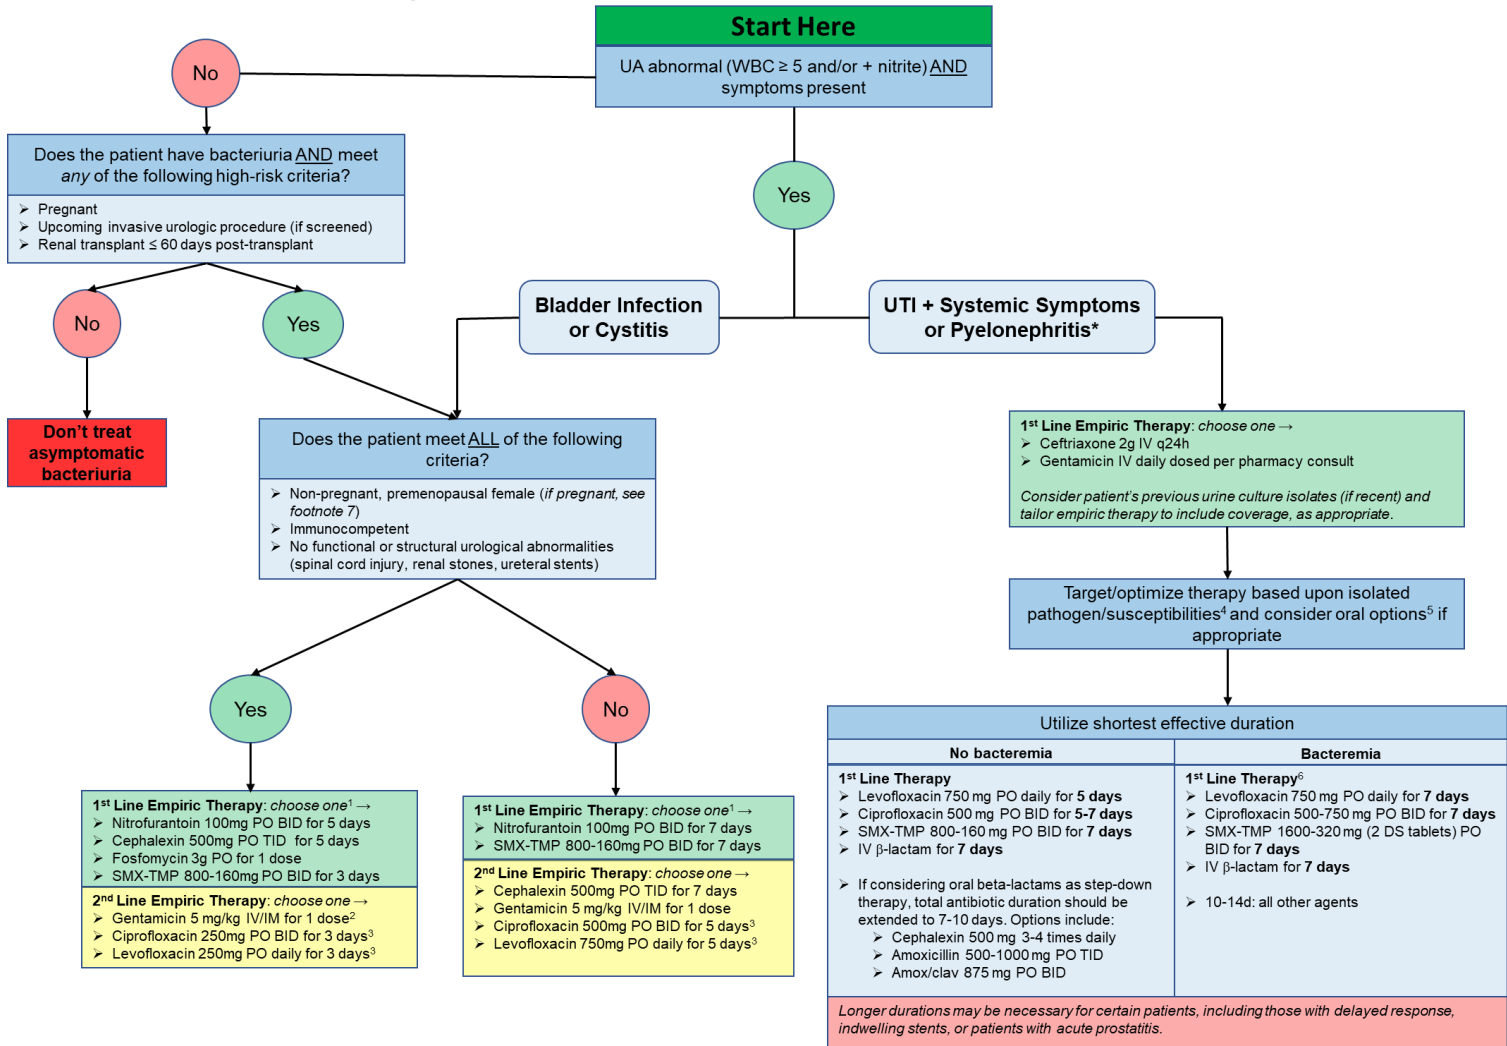 Start Here
UA abnormal (WBC ≥ 5 and/or + nitrite) AND
symptoms present
No
Yes
Does the patient have bacteriuria AND meet
any of the following high-risk criteria?
➢ Pregnant
➢ Upcoming invasive urologic procedure (if screened)
➢ Renal transplant ≤ 60 days post-transplant
No
Yes
Don’t treat
asymptomatic
bacteriuria
Bladder Infection
or Cystitis
UTI + Systemic Symptoms
or Pyelonephritis*
Does the patient meet ALL of the following
criteria?
➢ Non-pregnant, premenopausal female (if pregnant, see
footnote 7)
➢ Immunocompetent
➢ No functional or structural urological abnormalities
(spinal cord injury, renal stones, ureteral stents)
Yes
No
1st Line Empiric Therapy: choose one¹ →
➢ Nitrofurantoin 100mg PO BID for 5 days
➢ Cephalexin 500mg PO TID for 5 days
➢ Fosfomycin 3g PO for 1 dose
➢ SMX-TMP 800-160mg PO BID for 3 days
2nd Line Empiric Therapy: choose one→
➢ Gentamicin 5 mg/kg IV/IM for 1 dose²
➢ Ciprofloxacin 250mg PO BID for 3 days³
➢ Levofloxacin 250mg PO daily for 3 days³
1st Line Empiric Therapy: choose one¹ →
➢ Nitrofurantoin 100mg PO BID for 7 days
➢ SMX-TMP 800-160mg PO BID for 7 days
2nd Line Empiric Therapy: choose one →
➢ Cephalexin 500mg PO TID for 7 days
➢ Gentamicin 5 mg/kg IV/IM for 1 dose
➢ Ciprofloxacin 500mg PO BID for 5 days³
➢ Levofloxacin 750mg PO daily for 5 days³
1st Line Empiric Therapy: choose one →
➢ Ceftriaxone 2g IV q24h
➢ Gentamicin IV daily dosed per pharmacy consult
Consider patient’s previous urine culture isolates (if recent) and
tailor empiric therapy to include coverage, as appropriate.
Target/optimize therapy based upon isolated
pathogen/susceptibilities⁴ and consider oral options⁵ if
appropriate
Utilize shortest effective duration
No bacteremia
1st Line Therapy
➢ Levofloxacin 750 mg PO daily for 5 days
➢ Ciprofloxacin 500 mg PO BID for 5-7 days
➢ SMX-TMP 800-160 mg PO BID for 7 days
➢ IV β-lactam for 7 days
➢ If considering oral beta-lactams as step-down
therapy, total antibiotic duration should be
extended to 7-10 days. Options include:
➢ Cephalexin 500 mg 3-4 times daily
➢ Amoxicillin 500-1000 mg PO TID
➢ Amox/clav 875 mg PO BID
Bacteremia
1st Line Therapy⁶
➢ Levofloxacin 750 mg PO daily for 7 days
➢ Ciprofloxacin 500-750 mg PO BID for 7 days
➢ SMX-TMP 1600-320 mg (2 DS tablets) PO
BID for 7 days
➢ IV β-lactam for 7 days
➢ 10-14d: all other agents
Longer durations may be necessary for certain patients, including those with delayed response,
indwelling stents, or patients with acute prostatitis.